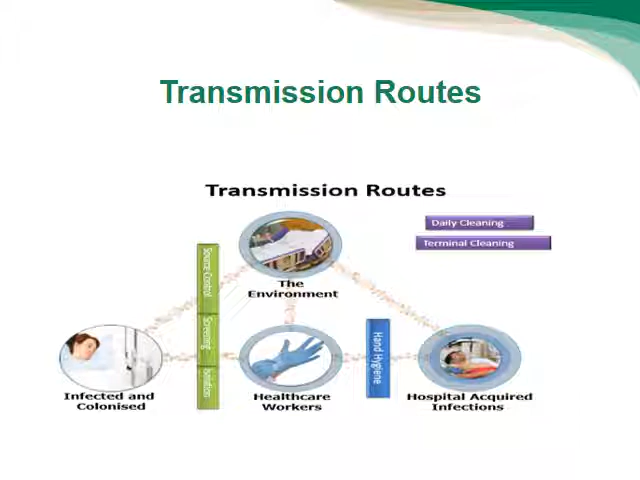 Transmission Routes
Transmission Routes
Daily Cleaning
Terminal Cleaning
Source Control
Screening
Isolation
The
Environment
Hand Hygiene
Infected and
Colonised
Healthcare
Workers
Hospital Acquired
Infections